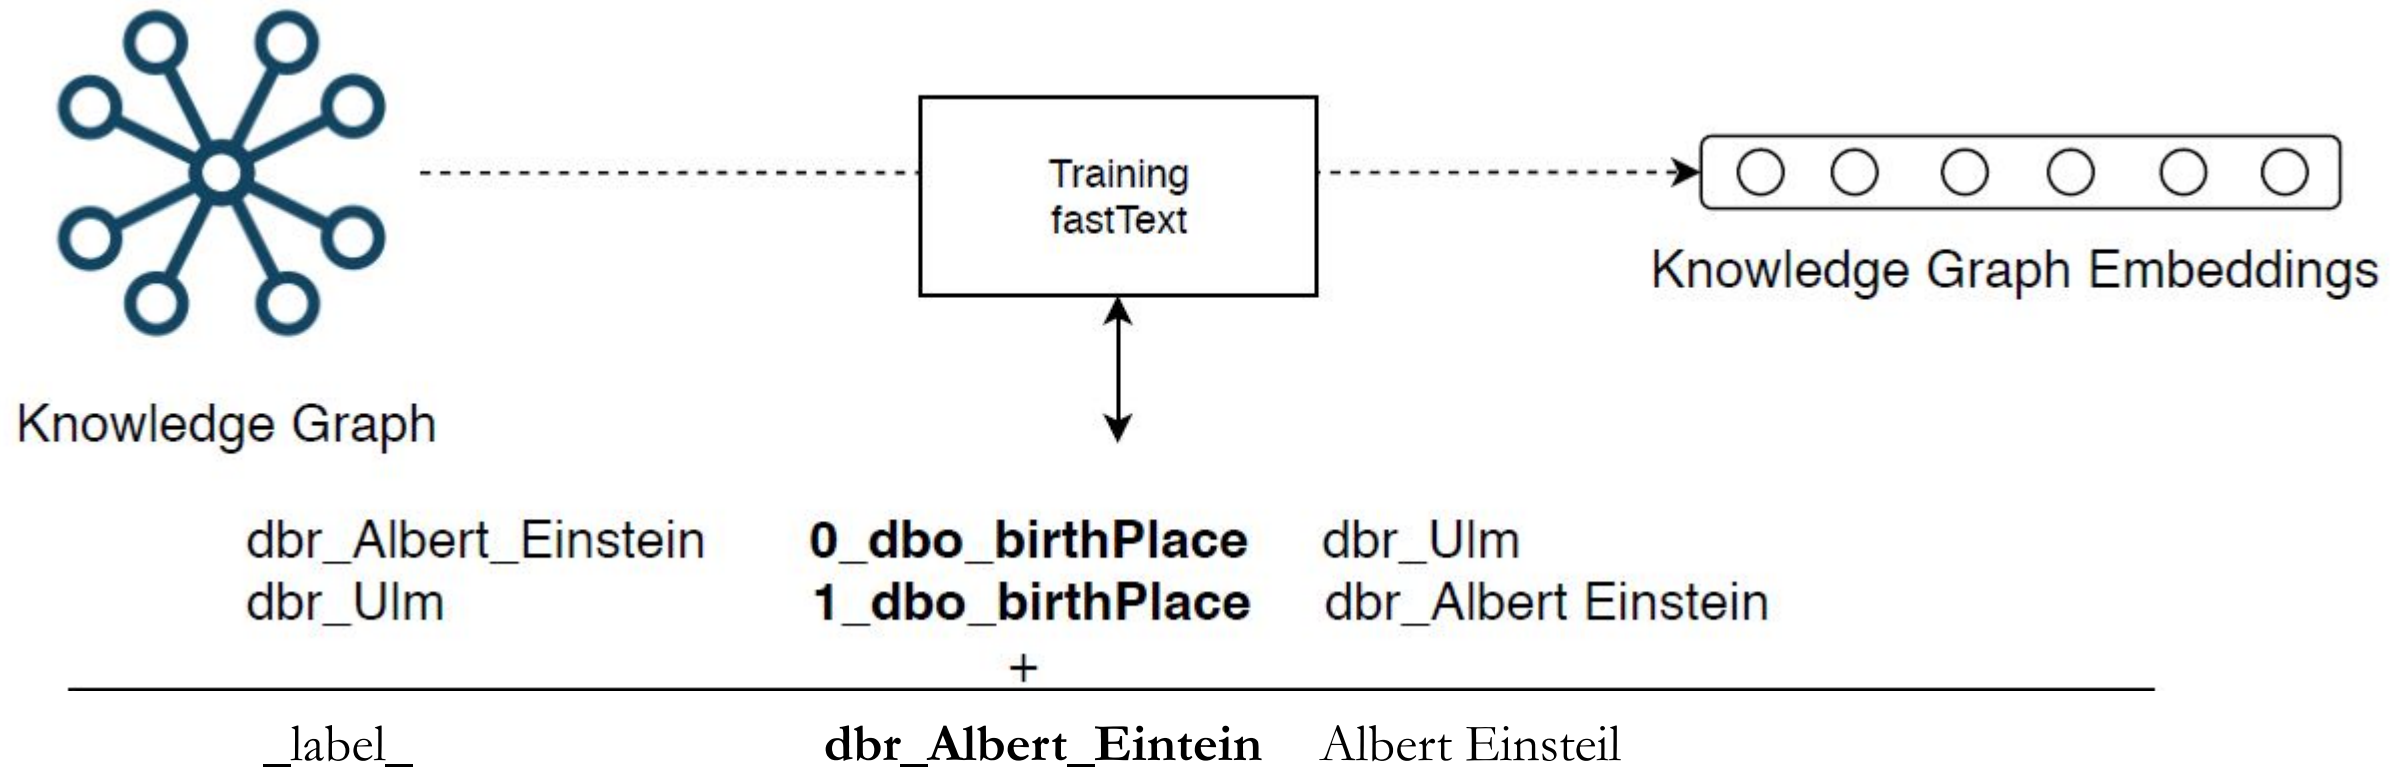 Training
fastText
Knowledge Graph Embeddings
Knowledge Graph
dbr_Albert_Einstein 0_dbo_birthPlace dbr_Ulm
dbr_Ulm 1_dbo_birthPlace dbr_Albert Einstein
+
_label_ dbr_Albert_Eintein Albert Einsteil